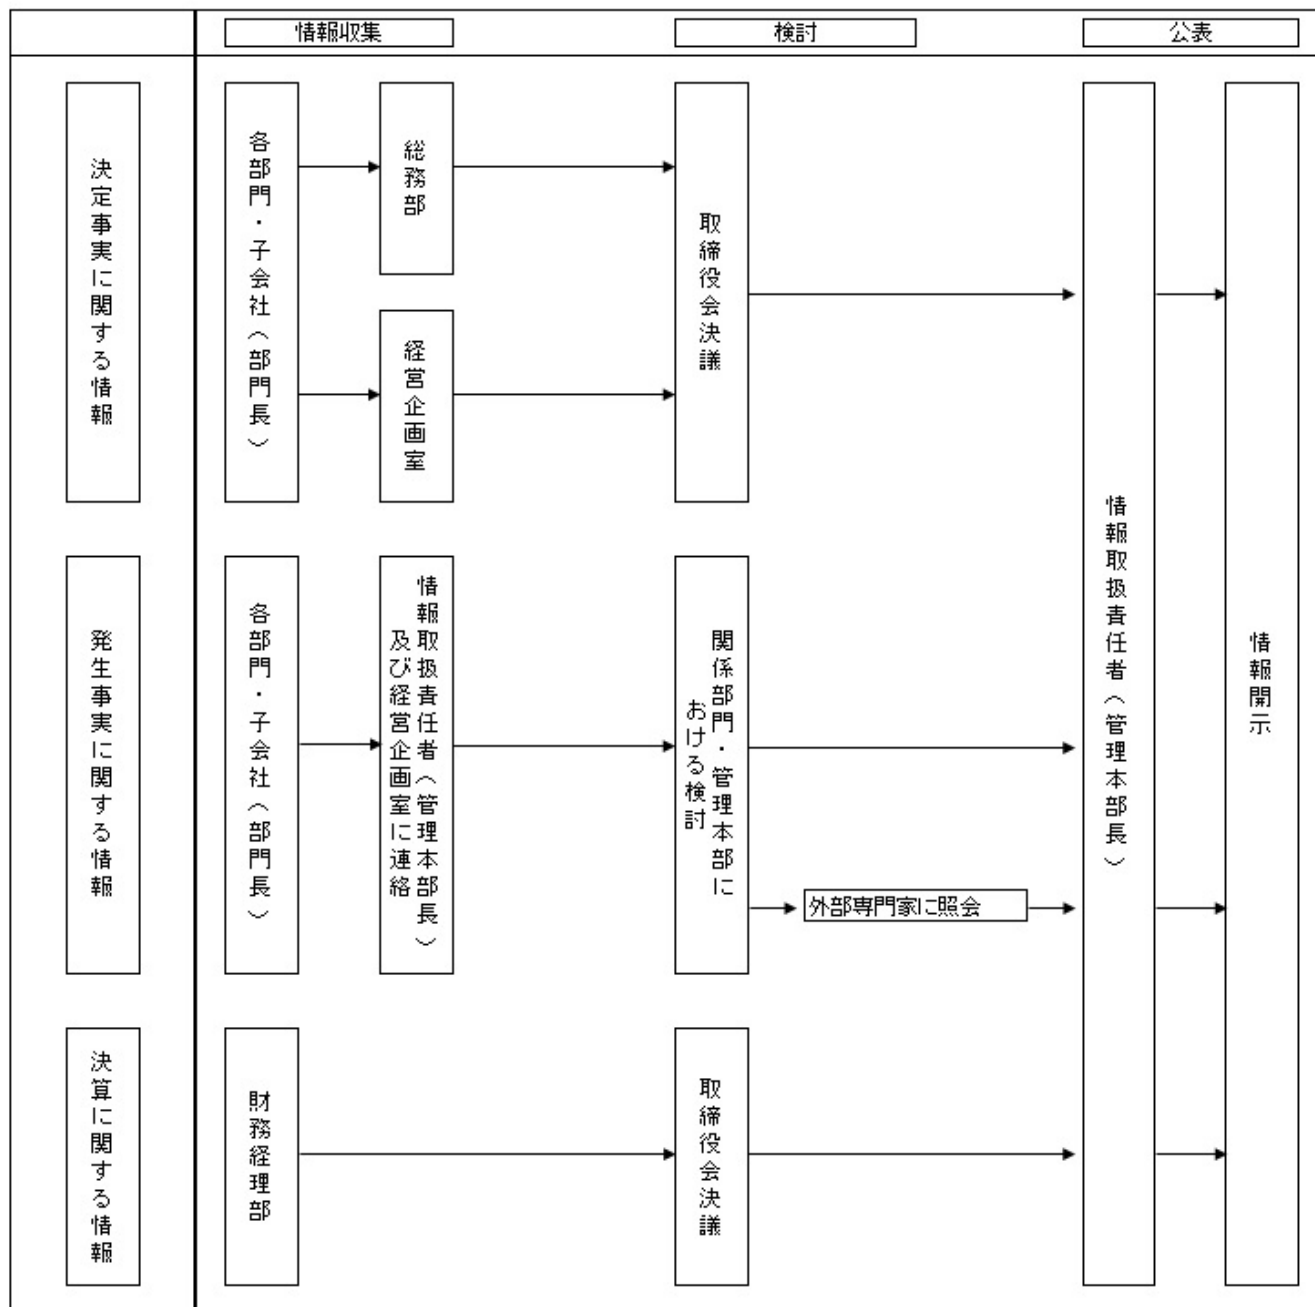 情報収集
検討
公表
決定事実に関する情報
各部門・子会社（部門長）
総務部
経営企画室
取締役会決議
発生事実に関する情報
各部門・子会社（部門長）
情報取扱責任者（管理本部長）
及び経営企画室に連絡
関係部門・管理本部に
おける検討
外部専門家に照会
決算に関する情報
財務経理部
取締役会決議
情報取扱責任者（管理本部長）
情報開示